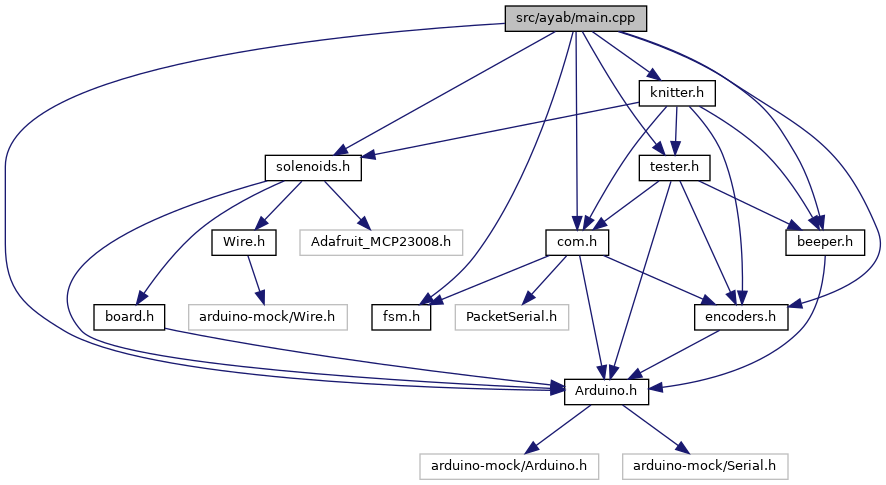 src/ayab/main.cpp
knitter.h
solenoids.h
tester.h
Wire.h
Adafruit_MCP23008.h
com.h
beeper.h
board.h
arduino-mock/Wire.h
fsm.h
PacketSerial.h
encoders.h
Arduino.h
arduino-mock/Arduino.h
arduino-mock/Serial.h